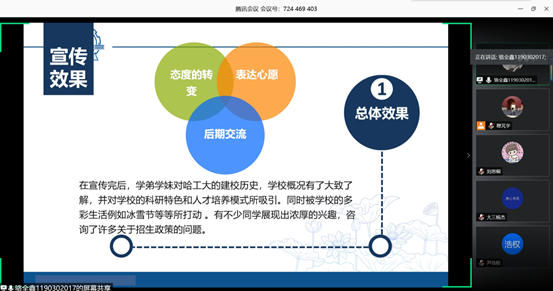 腾讯会议 会议号：724 469 403
宣传
效果
态度的转
变
表达心愿
后期交流
1
总体效果
在宣传完后，学弟学妹对哈工大的建校历史，学校概况有了大致了
解，并对学校的科研特色和人才培养模式所吸引。同时被学校的多
彩生活例如冰雪节等等所打动 。有不少同学展现出浓厚的兴趣，咨
询了许多关于招生政策的问题。
正在讲话: 骆全鑫1190302017;
骆全鑫119030201...
刘思桐
大三杨杰
浩权
骆全鑫1190302017的屏幕共享